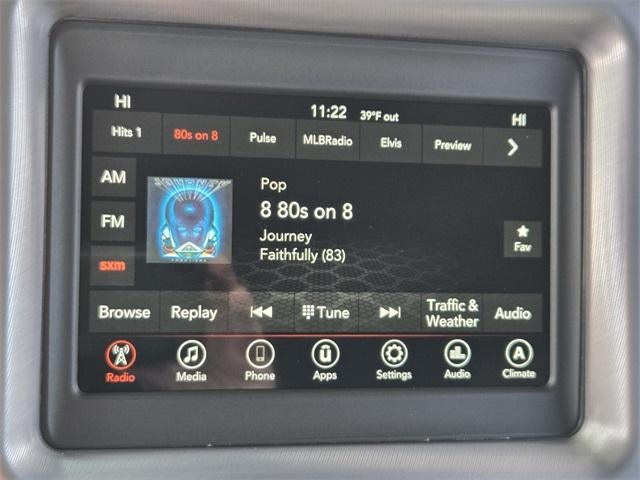 HI 11:22 39°F out HI
Hits 1 80s on 8 Pulse MLBRadio Elvis Preview
AM
FM
sxm
JOURNEY
Pop
8 80s on 8
Journey
Faithfully (83)
Fav
Browse Replay Tune Traffic & Weather Audio
Radio Media Phone Apps Settings Audio Climate
A